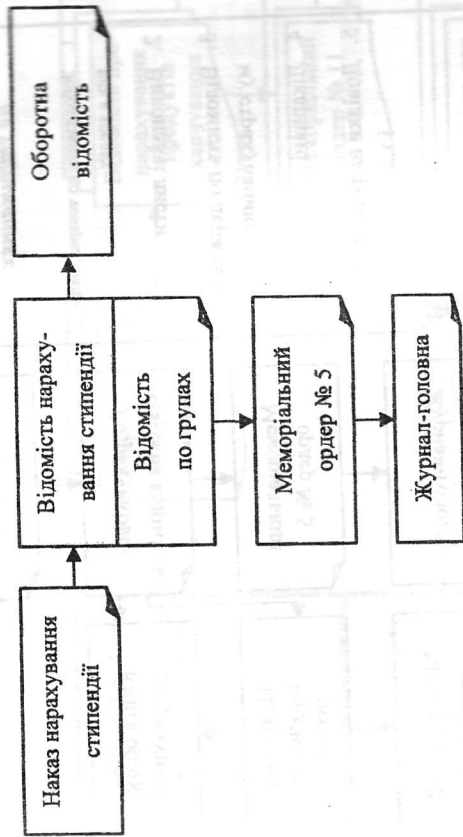 Наказ нарахування
стипендії
Відомість нараху-
вання стипендії
Відомість
по групах
Оборотна
відомість
Меморіальний
ордер № 5
Журнал-головна